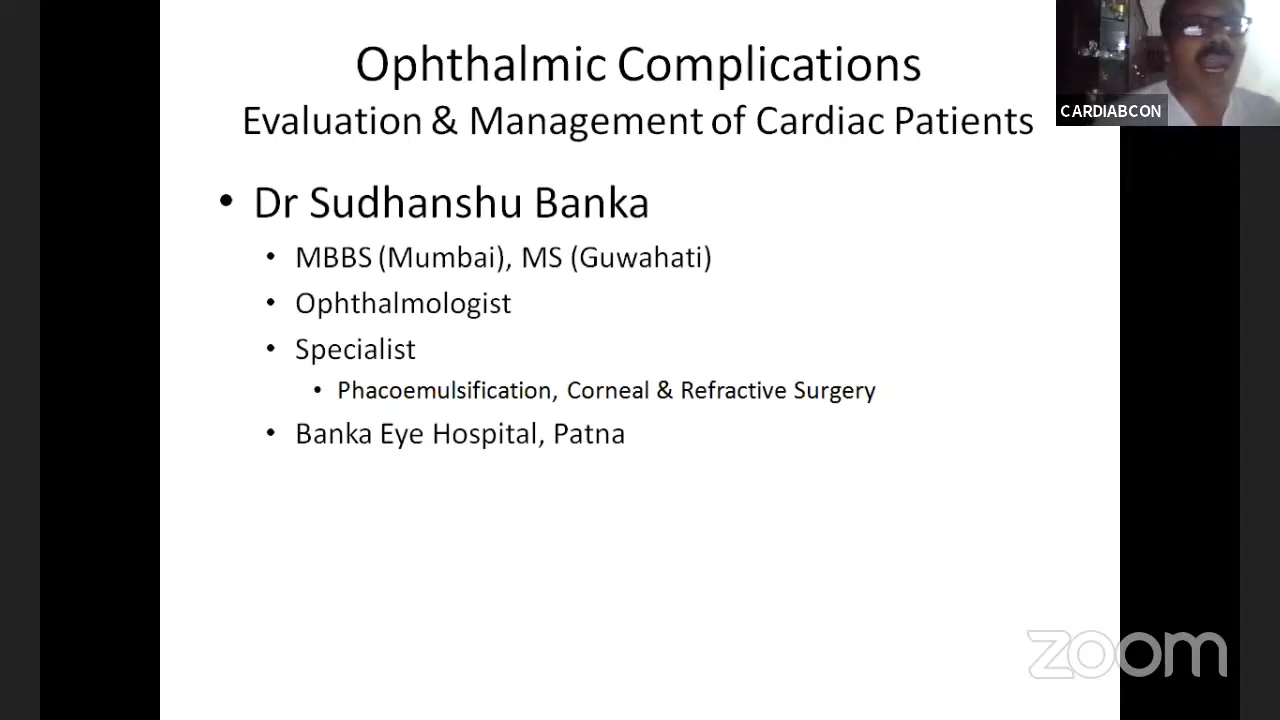 Ophthalmic Complications
Evaluation & Management of Cardiac Patients
CARDIABCON
• Dr Sudhanshu Banka
• MBBS (Mumbai), MS (Guwahati)
• Ophthalmologist
• Specialist
• Phacoemulsification, Corneal & Refractive Surgery
• Banka Eye Hospital, Patna
zoom